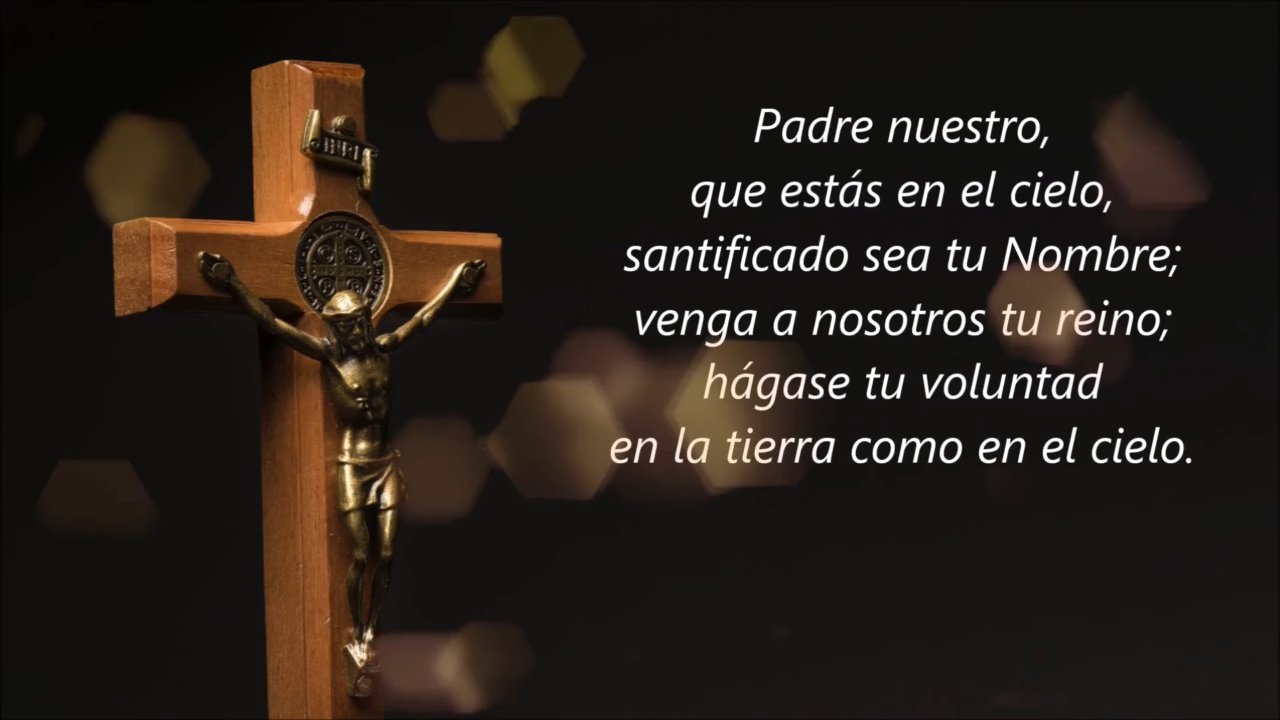 INRI
Padre nuestro,
que estás en el cielo,
santificado sea tu Nombre;
venga a nosotros tu reino;
hágase tu voluntad
en la tierra como en el cielo.